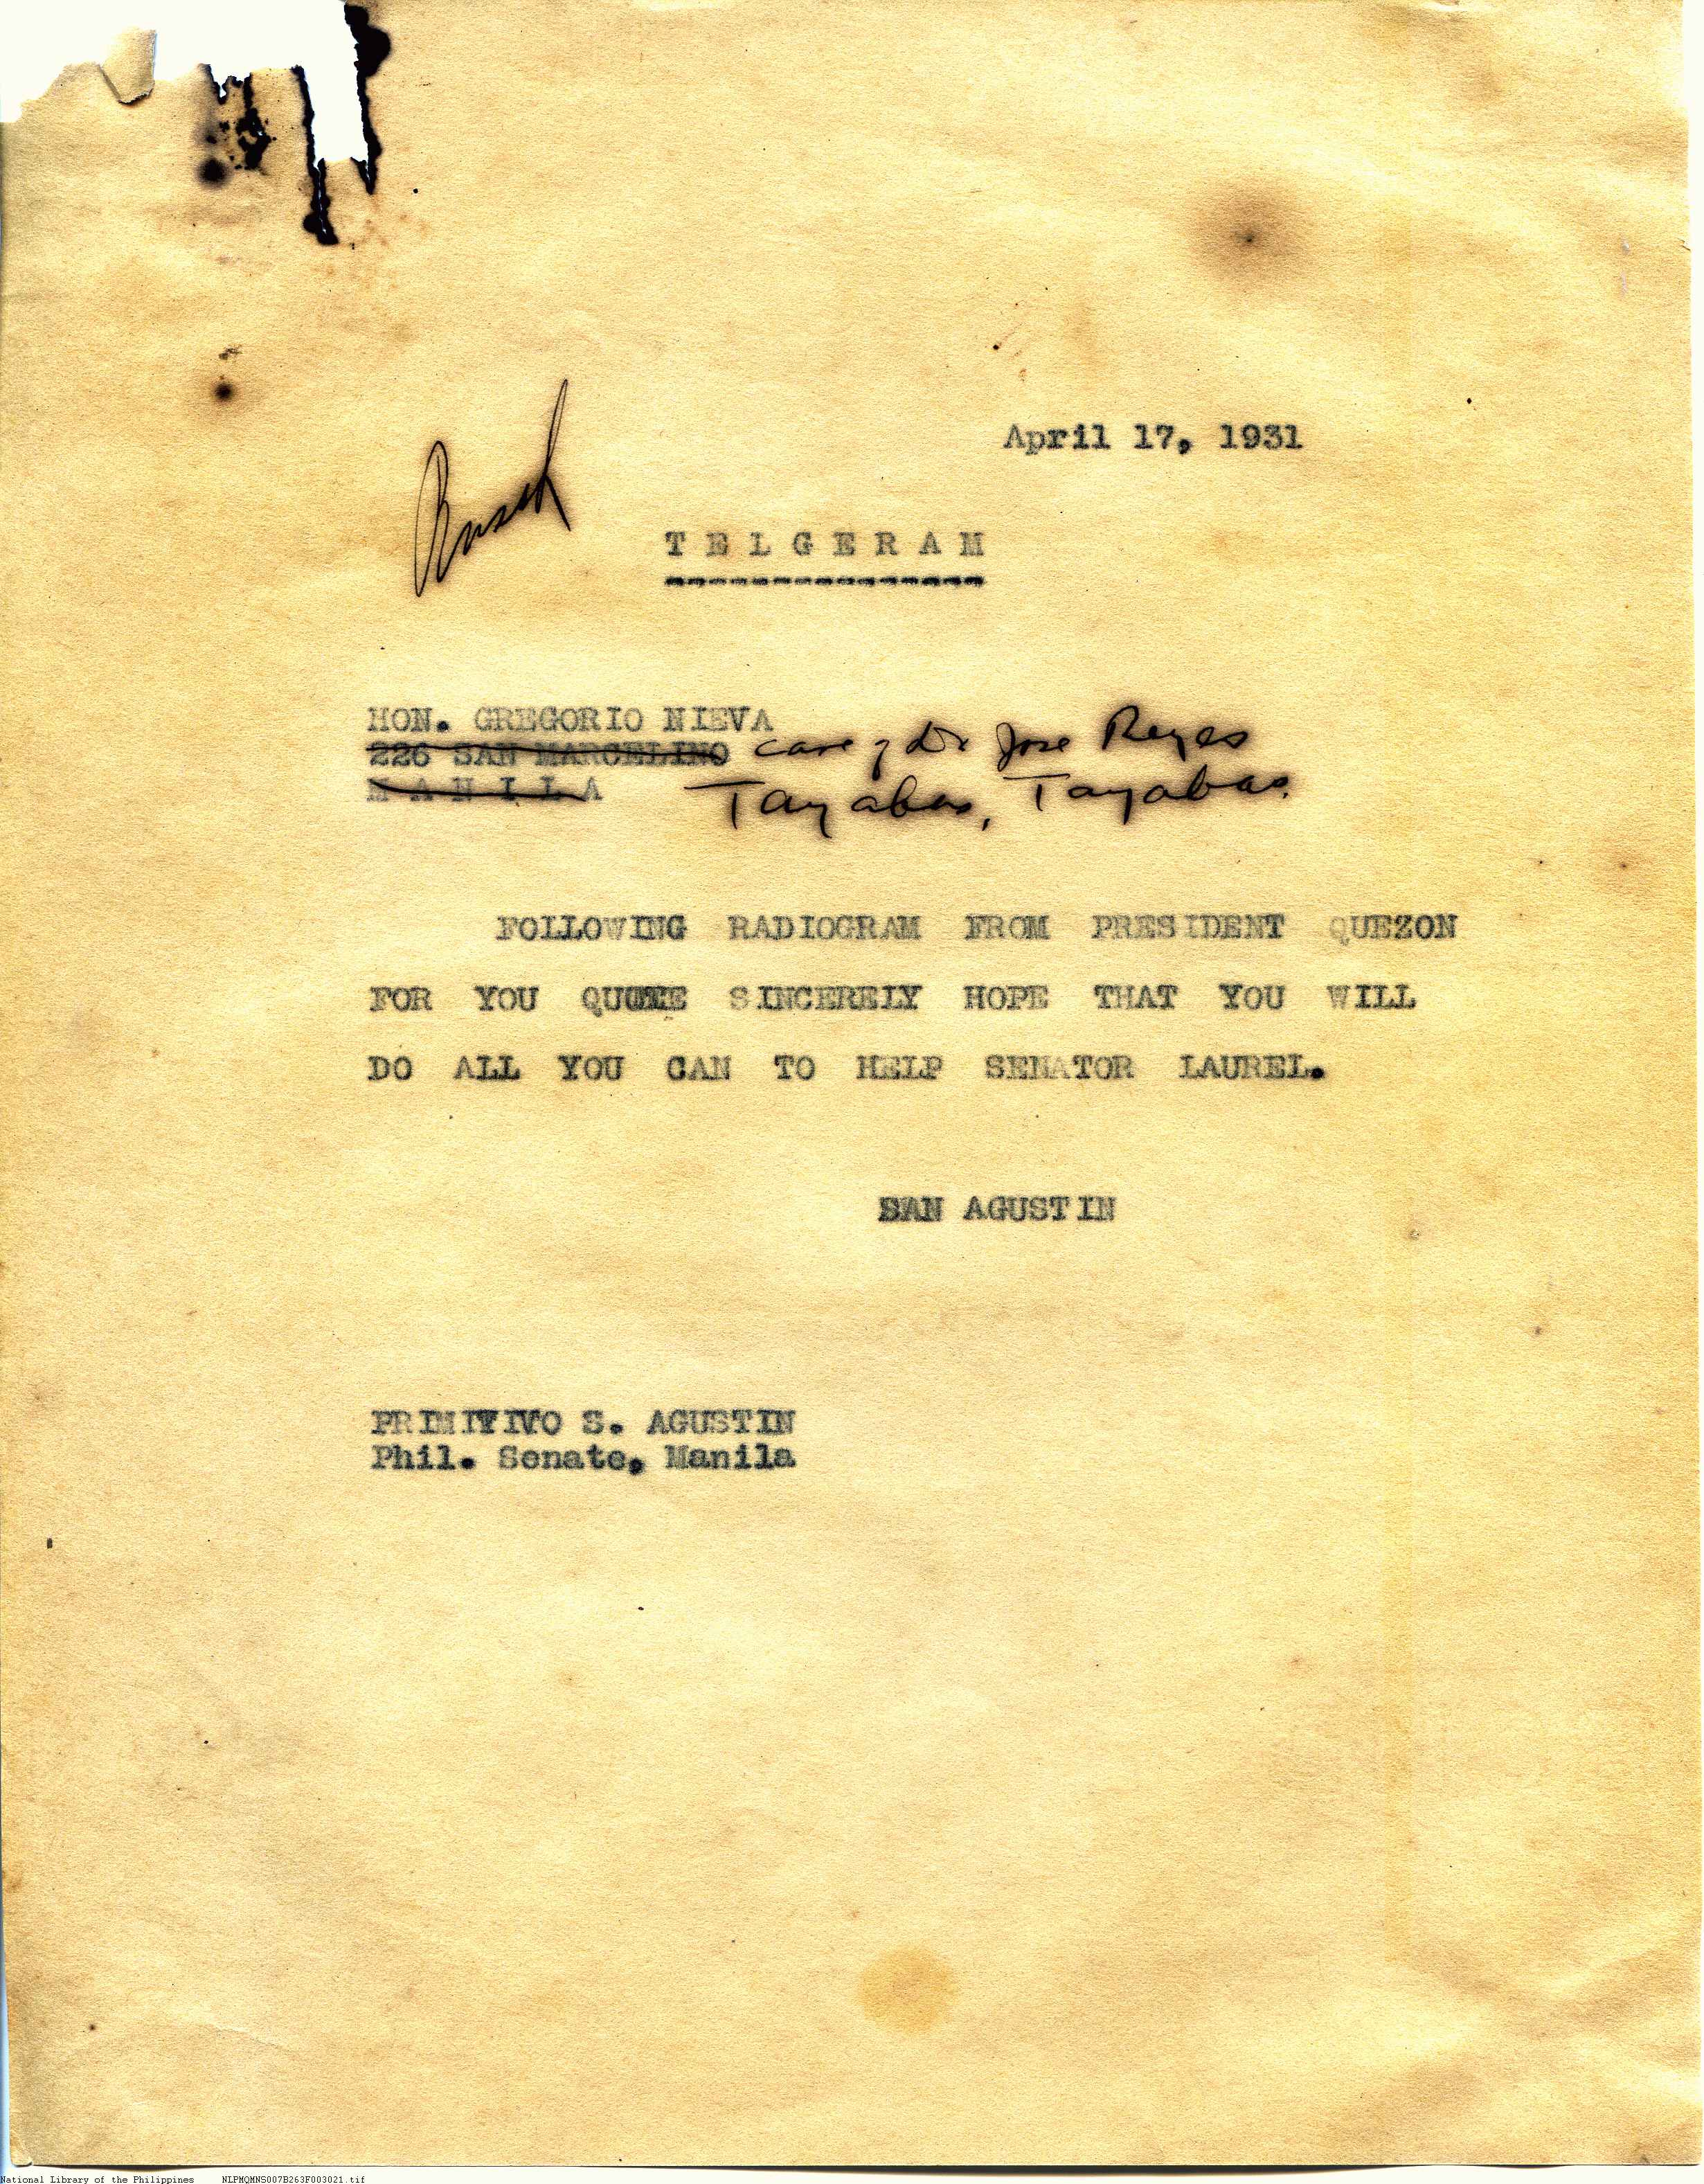 April 17, 1931
Rush
T E L G E R A M
HON. GREGORIO NIEVA
226 SAN MARCELINO care of Dr Jose Reyes
M A N I L A Tayabas, Tayabas.
FOLLOWING RADIOGRAM FROM PRESIDENT QUEZON
FOR YOU QUOTE SINCERELY HOPE THAT YOU WILL
DO ALL YOU CAN TO HELP SENATOR LAUREL.
SAN AGUSTIN
PRIMITIVO S. AGUSTIN
Phil. Senate, Manila
National Library of the Philippines NLPMQMNS007B263F003021.tif